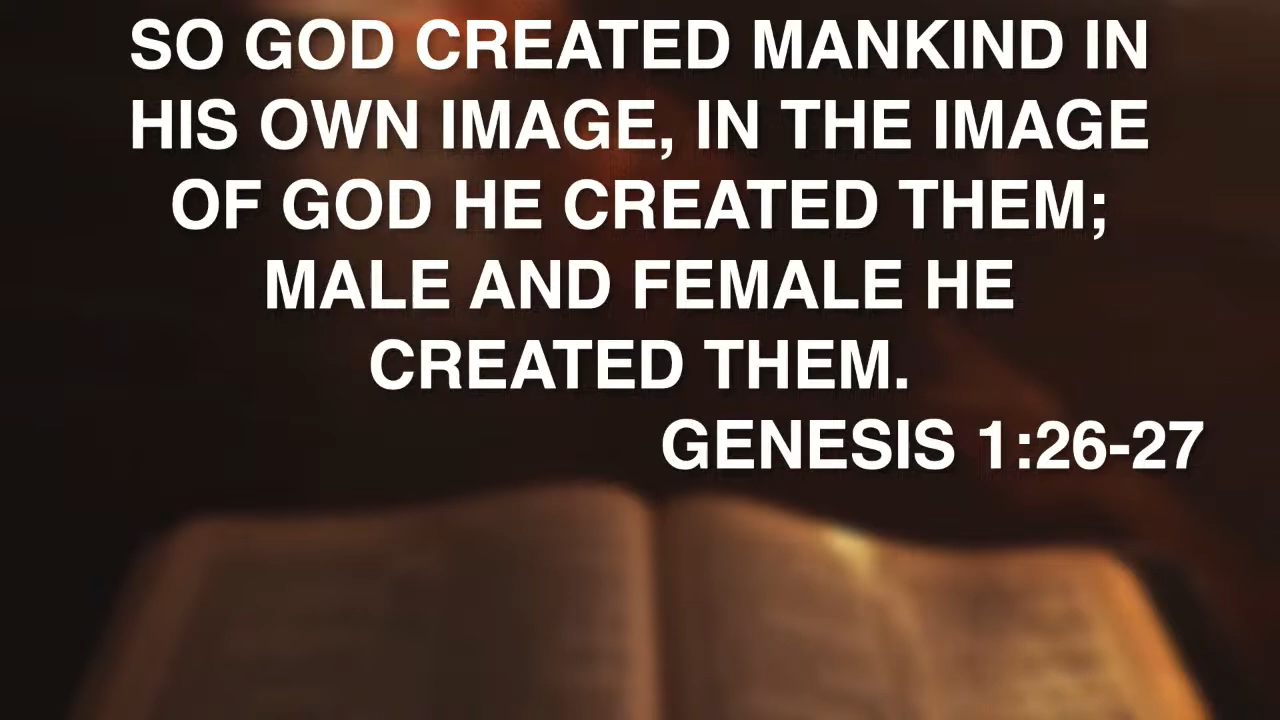 SO GOD CREATED MANKIND IN
HIS OWN IMAGE, IN THE IMAGE
OF GOD HE CREATED THEM;
MALE AND FEMALE HE
CREATED THEM.
GENESIS 1:26-27